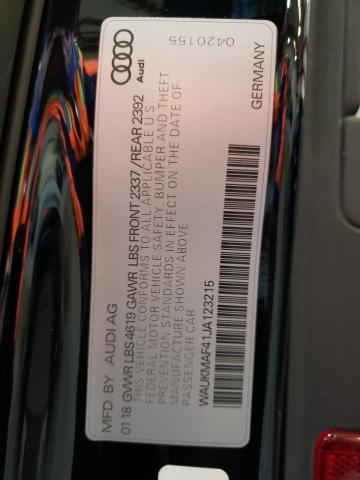 MFD. BY AUDI AG
Audi
01 18 GVWR LBS 4619 GAWR LBS FRONT 2337 /REAR 2392
THIS VEHICLE CONFORMS TO ALL APPLICABLE U S
FEDERAL MOTOR VEHICLE SAFETY, BUMPER AND THEFT
PREVENTION STANDARDS IN EFFECT ON THE DATE OF
MANUFACTURE SHOWN ABOVE
PASSENGER CAR
0420155
WAUKMAF41JA123215
GERMANY